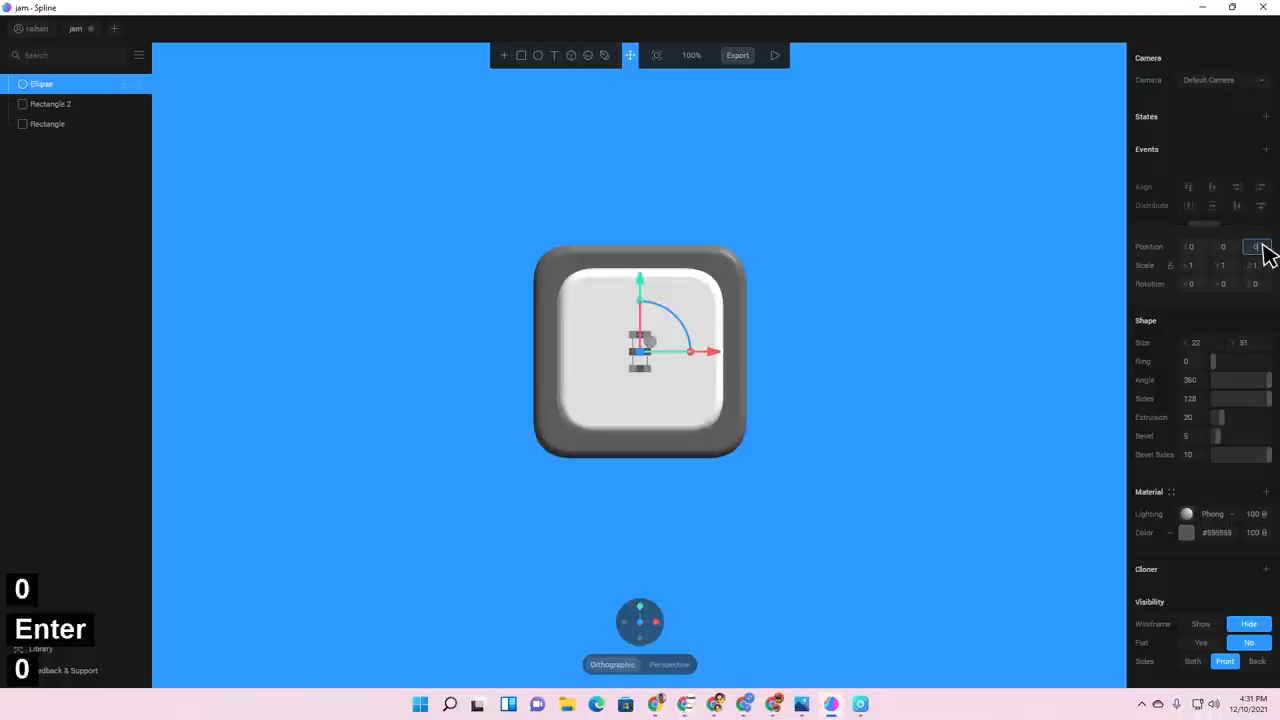 jam - Spline
reihen jam
Search 100% Export
Ellipse
Rectangle 2
Rectangle
Camera
Camera Default Camera
States
Events
Align
Distribute
Position 0 0 0
Scale 1 1 1
Rotation 0 0 0
Shape
Size X 22 Y 51
Ring 0
Angle 360
Sides 128
Extrusion 20
Bevel 5
Bevel Sides 10
Material
Lighting Phong 100
Color #595959 100
Cloner
Visibility
Wireframe Show Hide
Flat Yes No
Sides Both Front Back
0
Enter
0
Library
eedback & Support
Orthographic Perspective
4:31 PM
12/10/2021